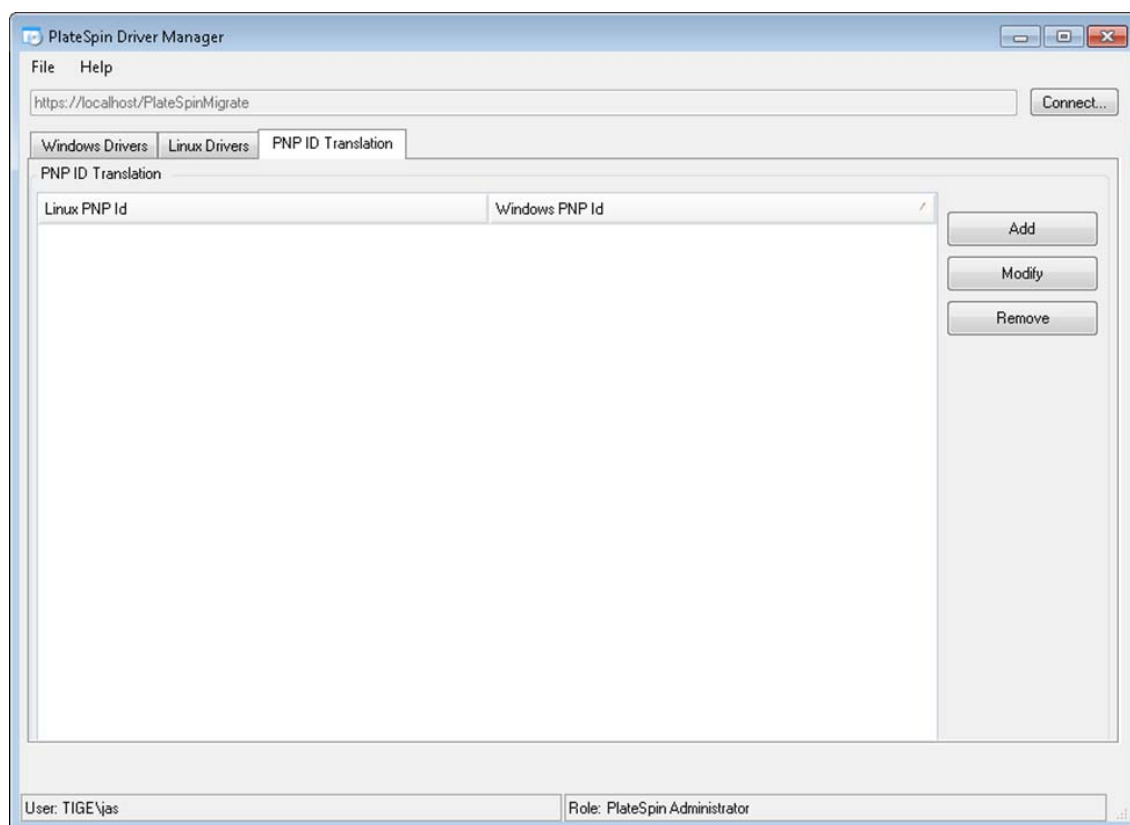 PlateSpin Driver Manager
File Help
https://localhost/PlateSpinMigrate Connect...
Windows Drivers Linux Drivers PNP ID Translation
PNP ID Translation
Linux PNP Id Windows PNP Id
Add
Modify
Remove
User: TIGE\jas Role: PlateSpin Administrator